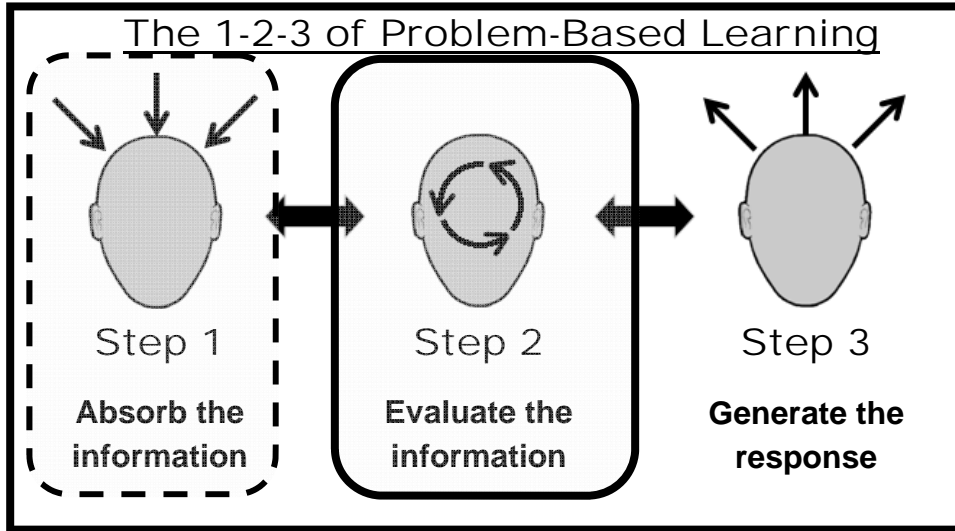 The 1-2-3 of Problem-Based Learning
Step 1
Absorb the
information
Step 2
Evaluate the
information
Step 3
Generate the
response